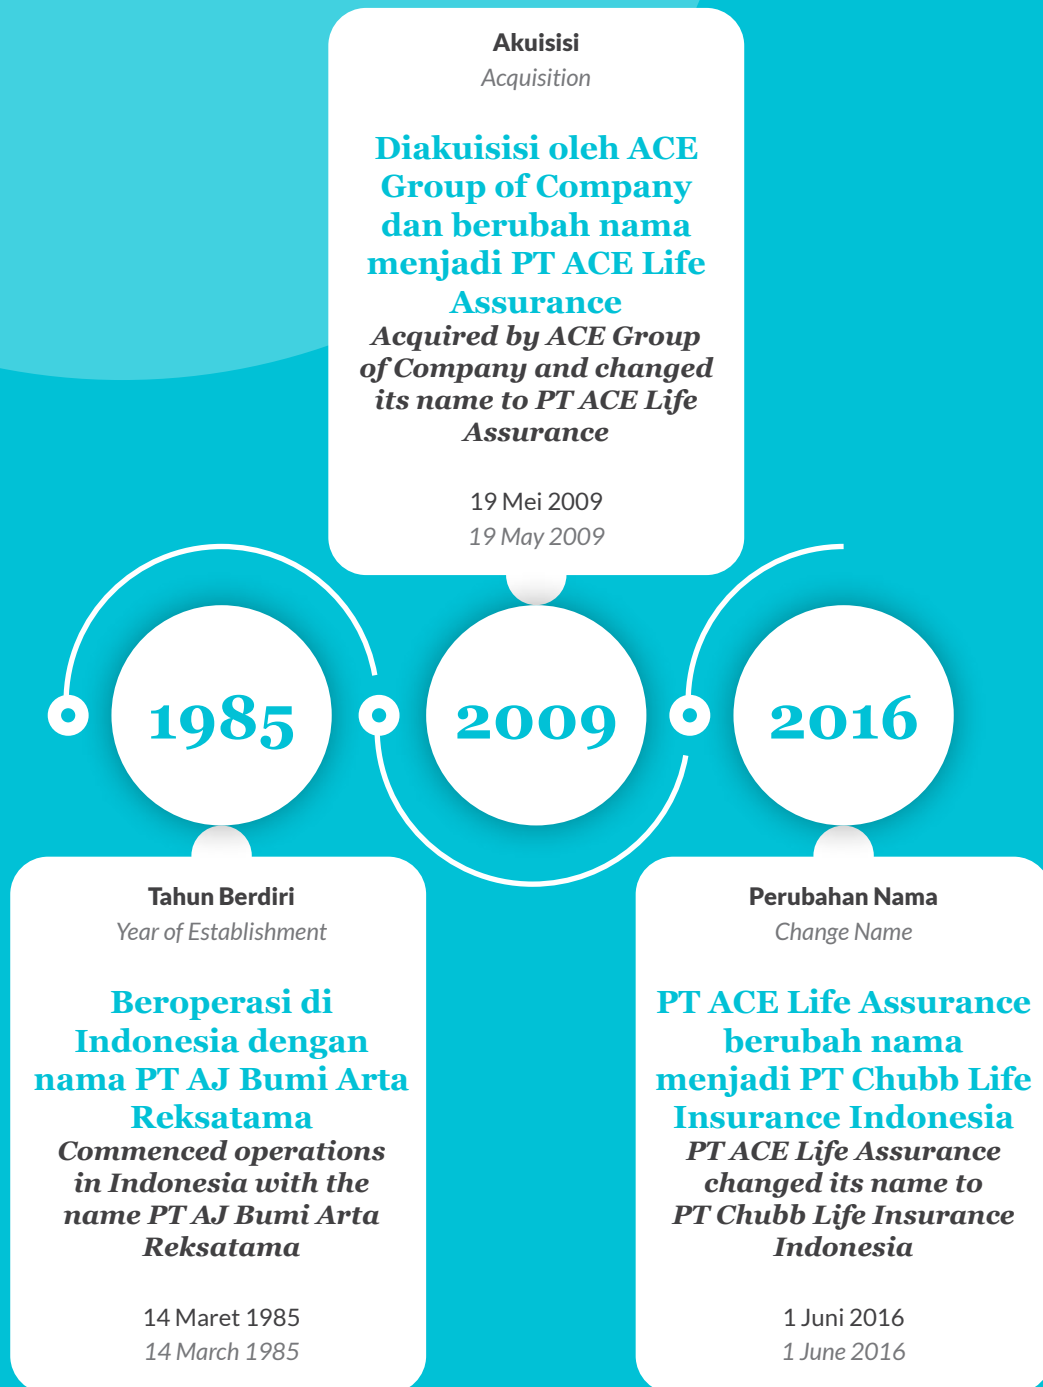 Akuisisi
Acquisition
Diakuisisi oleh ACE
Group of Company
dan berubah nama
menjadi PT ACE Life
Assurance
Acquired by ACE Group
of Company and changed
its name to PT ACE Life
Assurance
19 Mei 2009
19 May 2009
1985
2009
2016
Tahun Berdiri
Year of Establishment
Beroperasi di
Indonesia dengan
nama PT AJ Bumi Arta
Reksatama
Commenced operations
in Indonesia with the
name PT AJ Bumi Arta
Reksatama
14 Maret 1985
14 March 1985
Perubahan Nama
Change Name
PT ACE Life Assurance
berubah nama
menjadi PT Chubb Life
Insurance Indonesia
PT ACE Life Assurance
changed its name to
PT Chubb Life Insurance
Indonesia
1 Juni 2016
1 June 2016